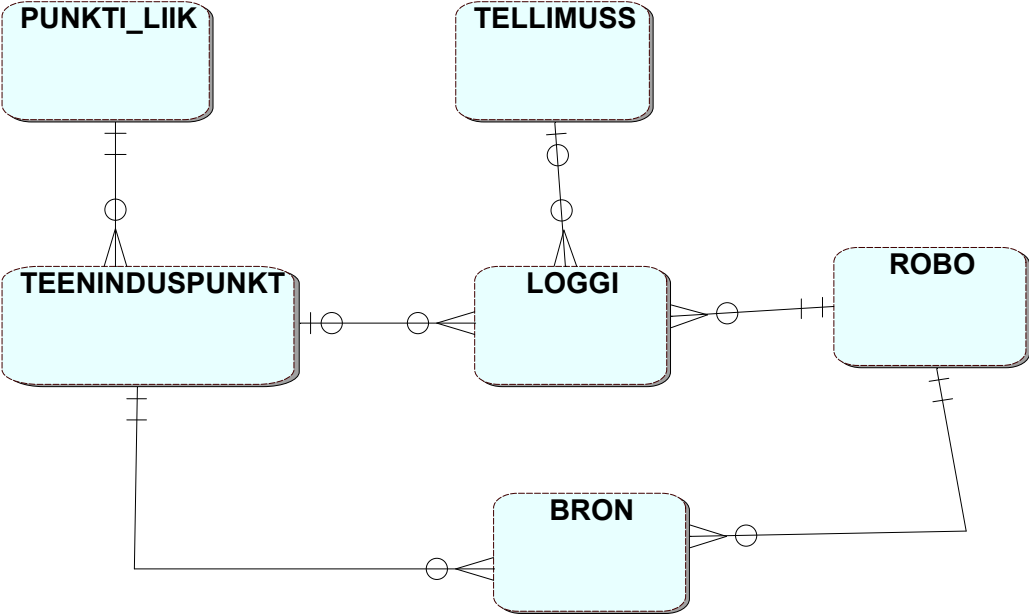 PUNKTI_LIIK
TELLIMUSS
TEENINDUSPUNKT
LOGGI
ROBO
BRON